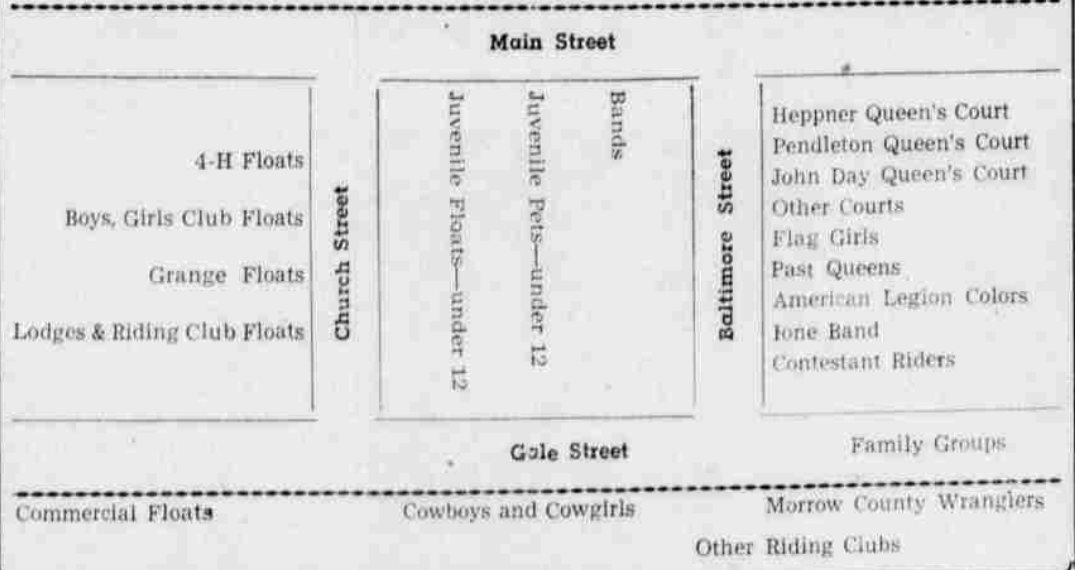 Main Street
4-H Floats
Boys, Girls Club Floats
Grange Floats
Lodges & Riding Club Floats
Church Street
Juvenile Floats—under 12
Juvenile Pets—under 12
Bands
Baltimore Street
Heppner Queen's Court
Pendleton Queen's Court
John Day Queen's Court
Other Courts
Flag Girls
Past Queens
American Legion Colors
Ione Band
Contestant Riders
Gale Street
Family Groups
Commercial Floats
Cowboys and Cowgirls
Morrow County Wranglers
Other Riding Clubs